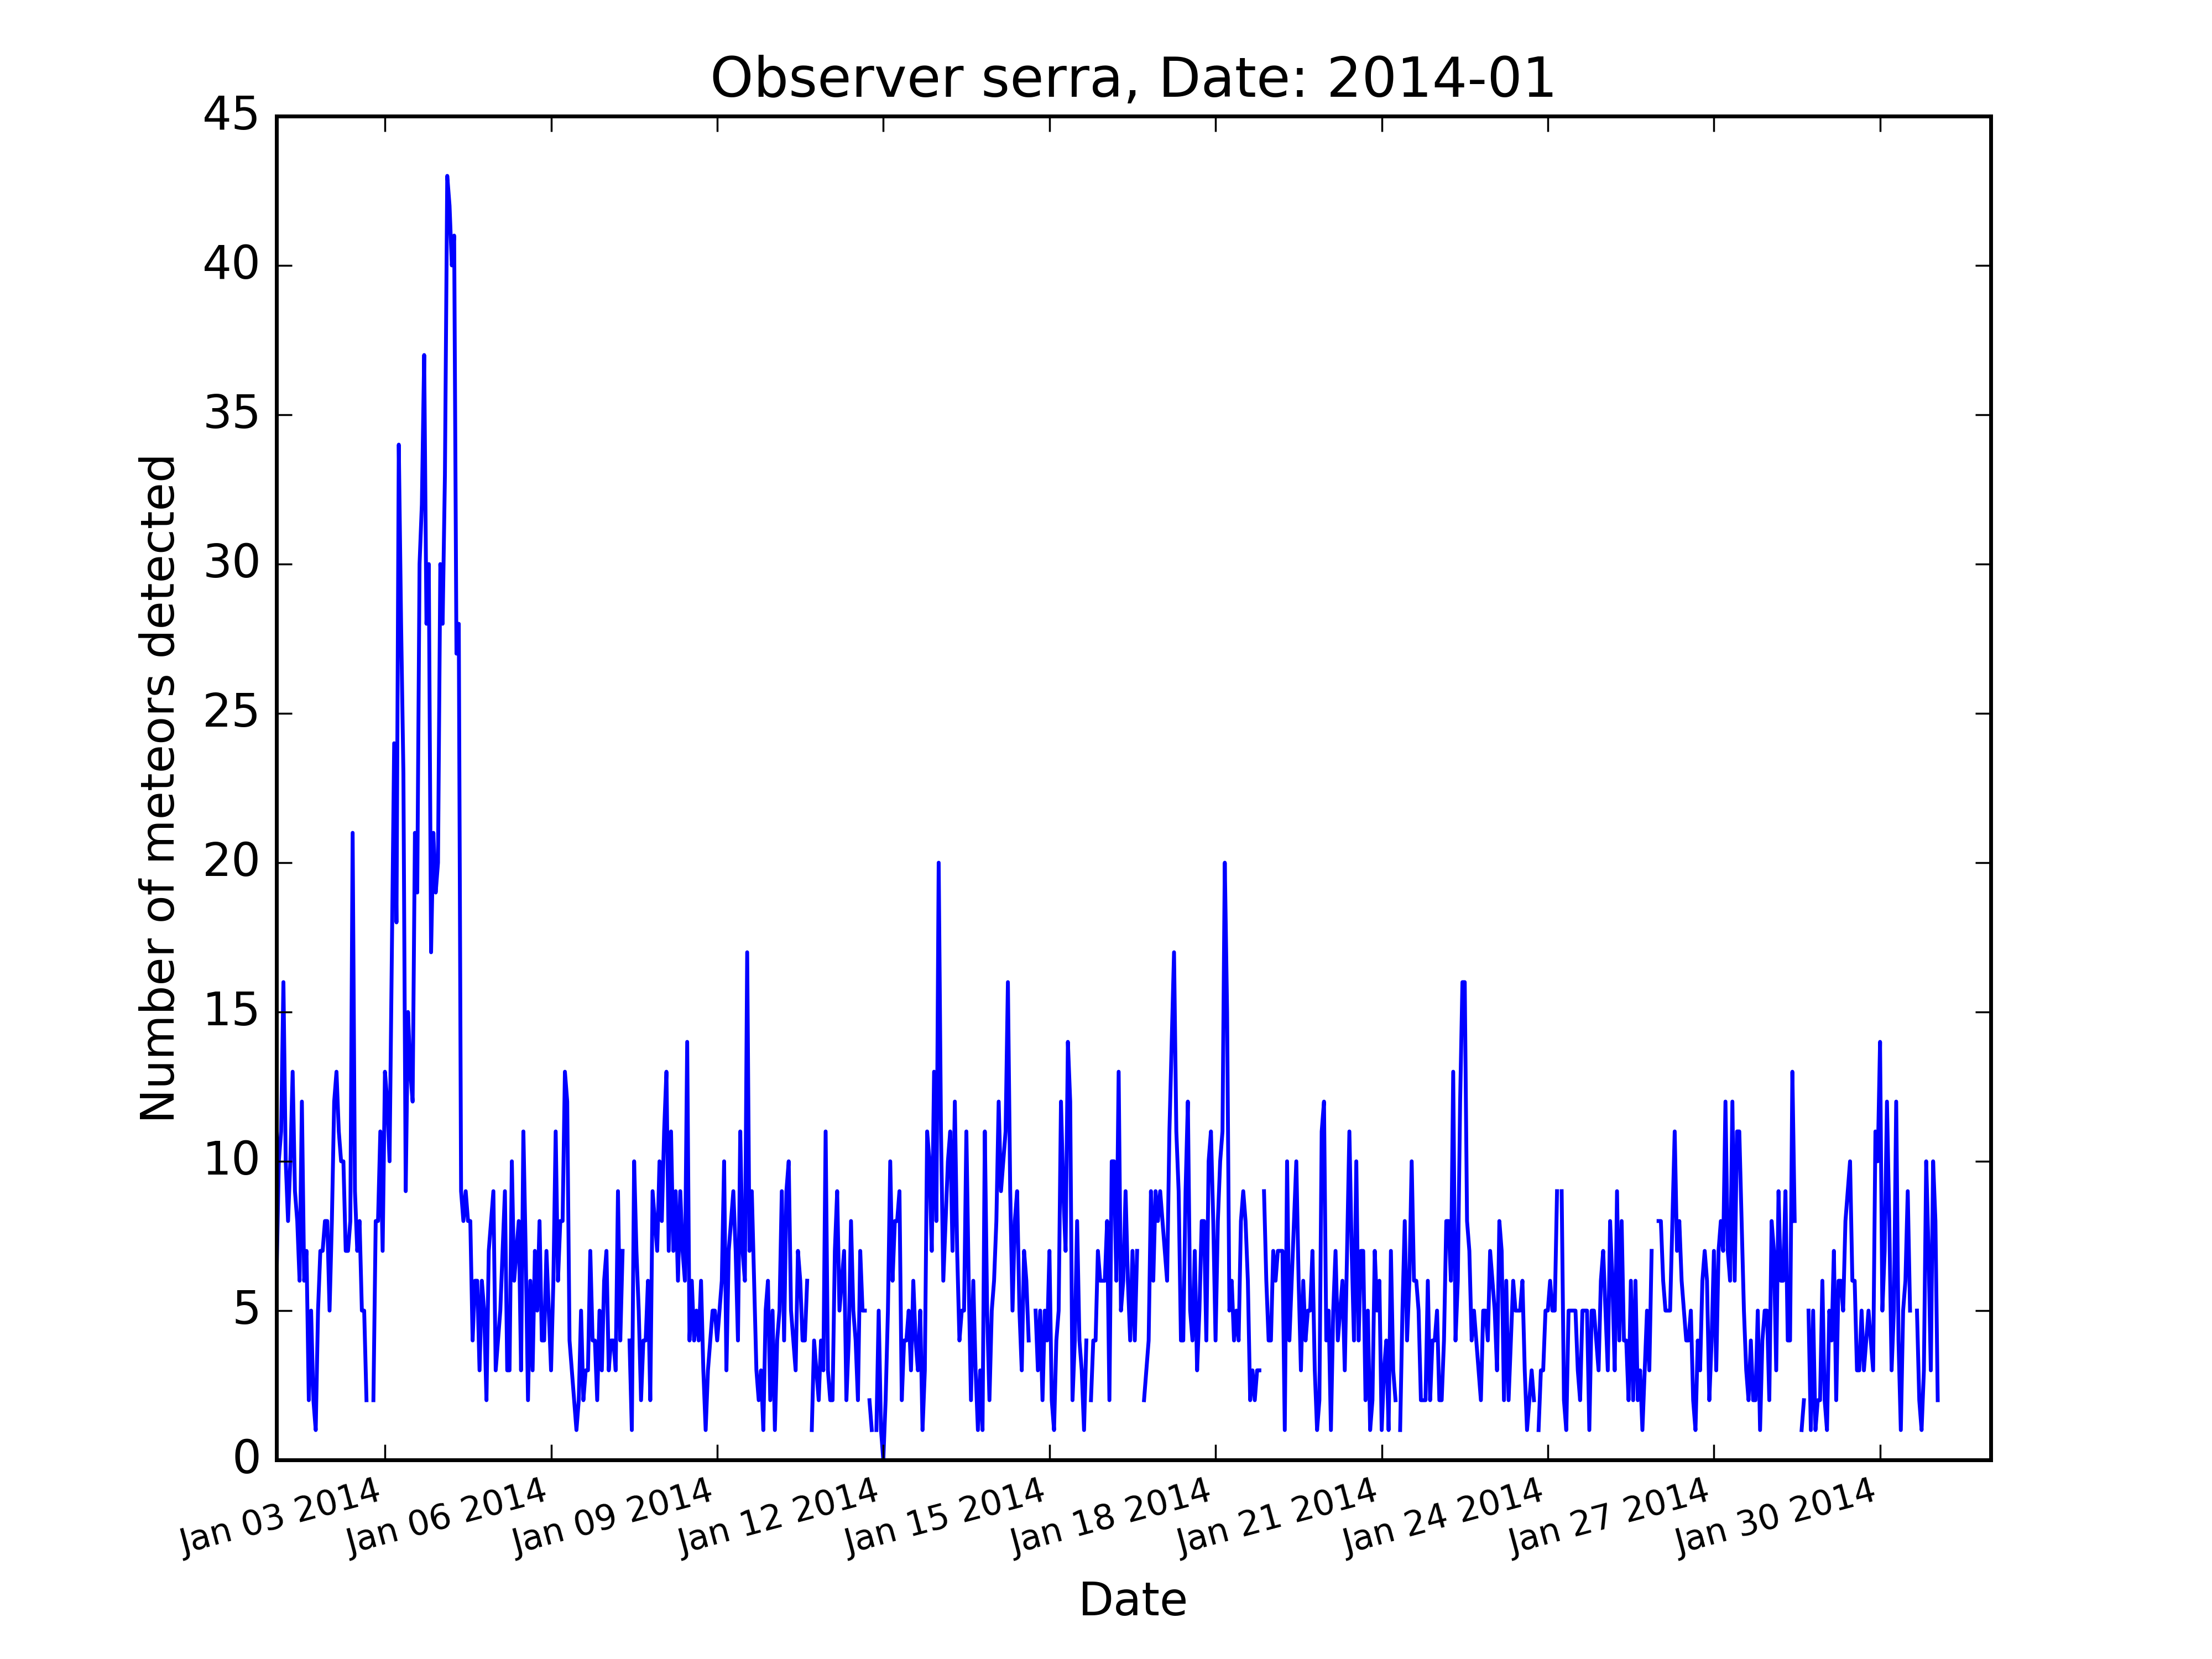 Observer serra, Date: 2014-01
45
40
35
30
25
20
15
10
5
0
Number of meteors detected
Jan 03 2014
Jan 06 2014
Jan 09 2014
Jan 12 2014
Jan 15 2014
Jan 18 2014
Jan 21 2014
Jan 24 2014
Jan 27 2014
Jan 30 2014
Date